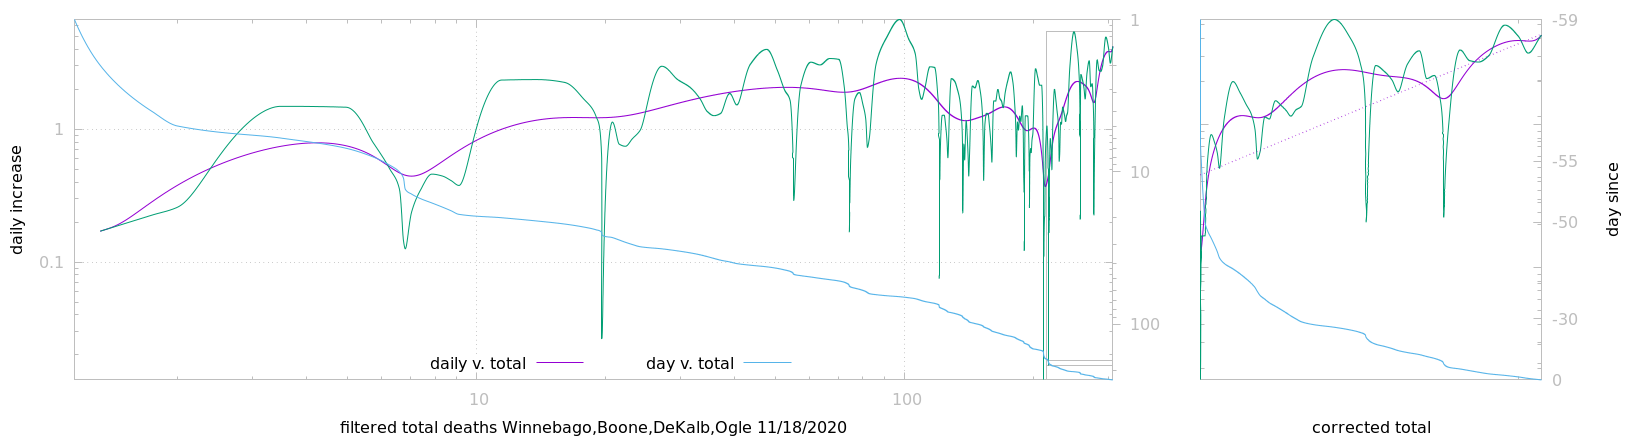 1
-59
1
-55
10
-50
daily increase
day since
0.1
100
-30
daily v. total
day v. total
0
10
100
filtered total deaths Winnebago,Boone,DeKalb,Ogle 11/18/2020
corrected total